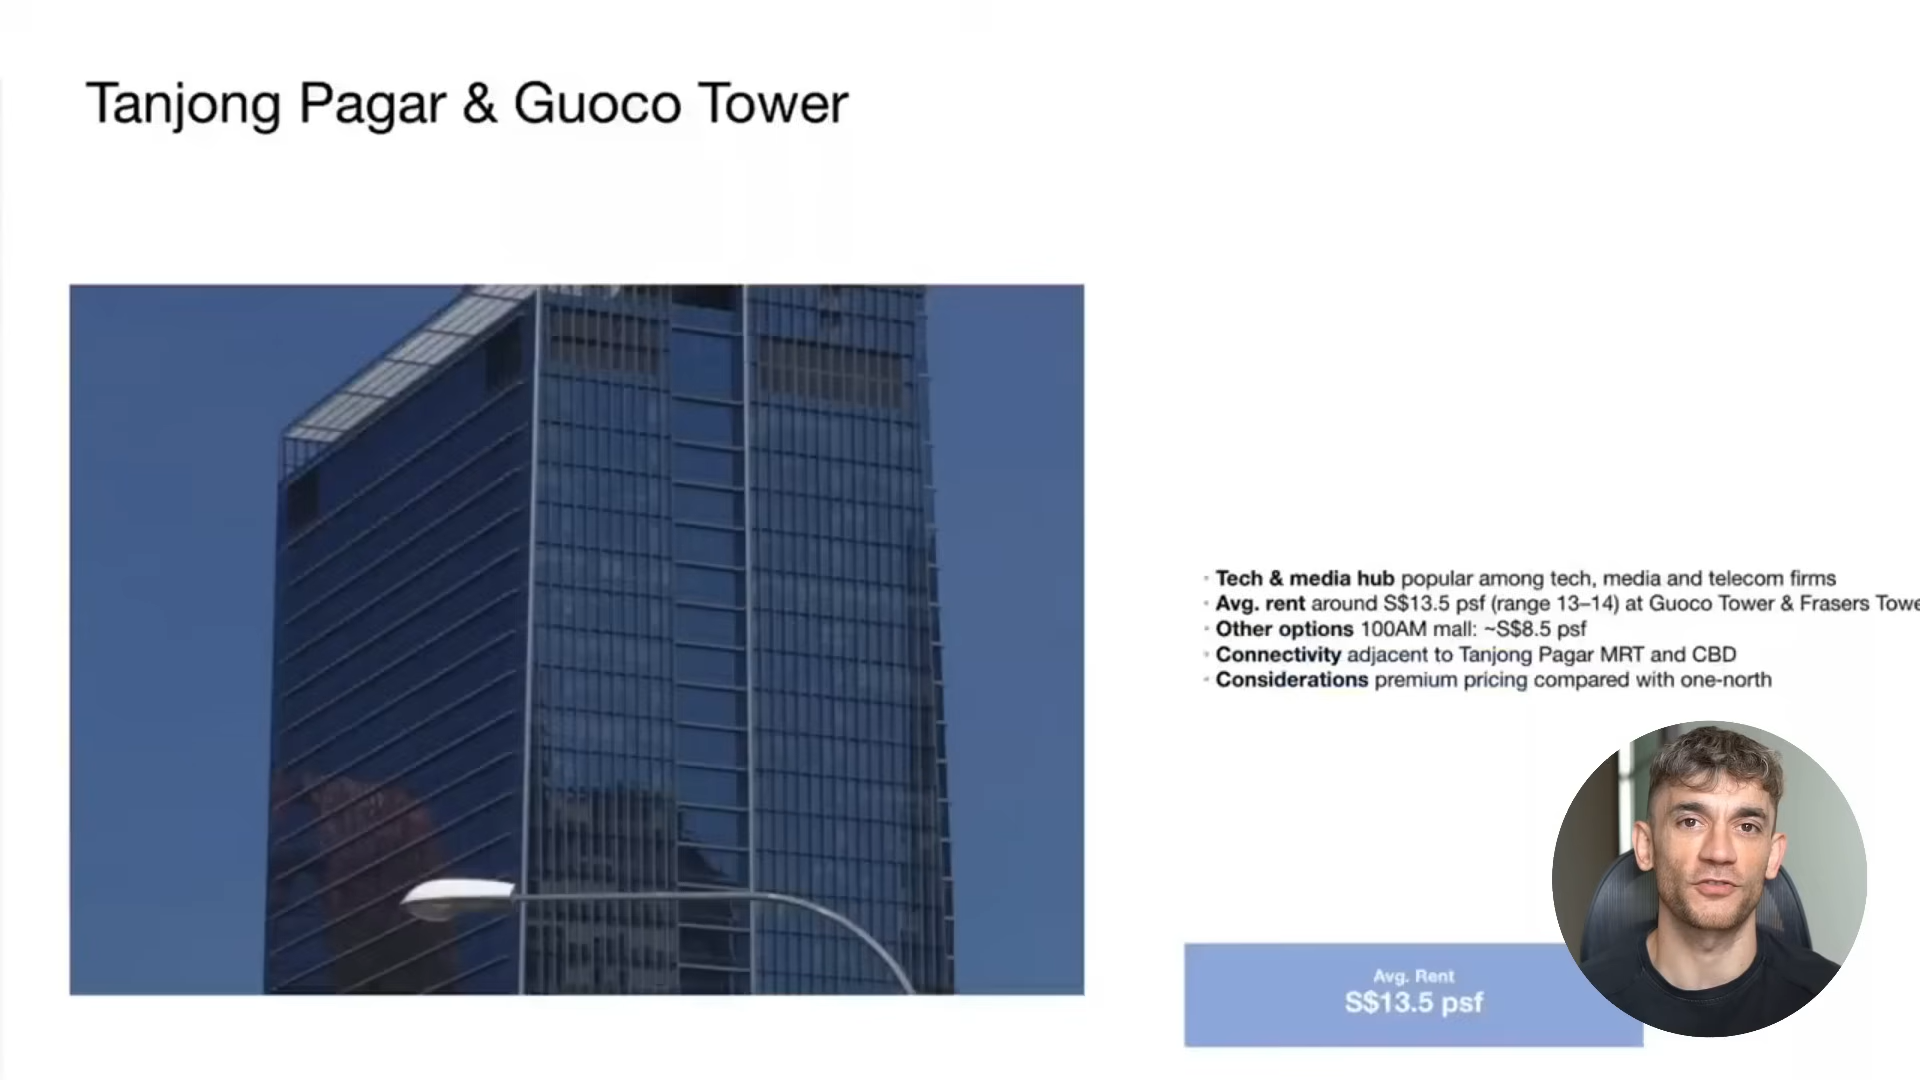 Tanjong Pagar & Guoco Tower
· Tech & media hub popular among tech, media and telecom firms
· Avg. rent around S$13.5 psf (range 13–14) at Guoco Tower & Frasers Towe
· Other options 100AM mall: ~S$8.5 psf
· Connectivity adjacent to Tanjong Pagar MRT and CBD
· Considerations premium pricing compared with one-north
Avg. Rent
S$13.5 psf